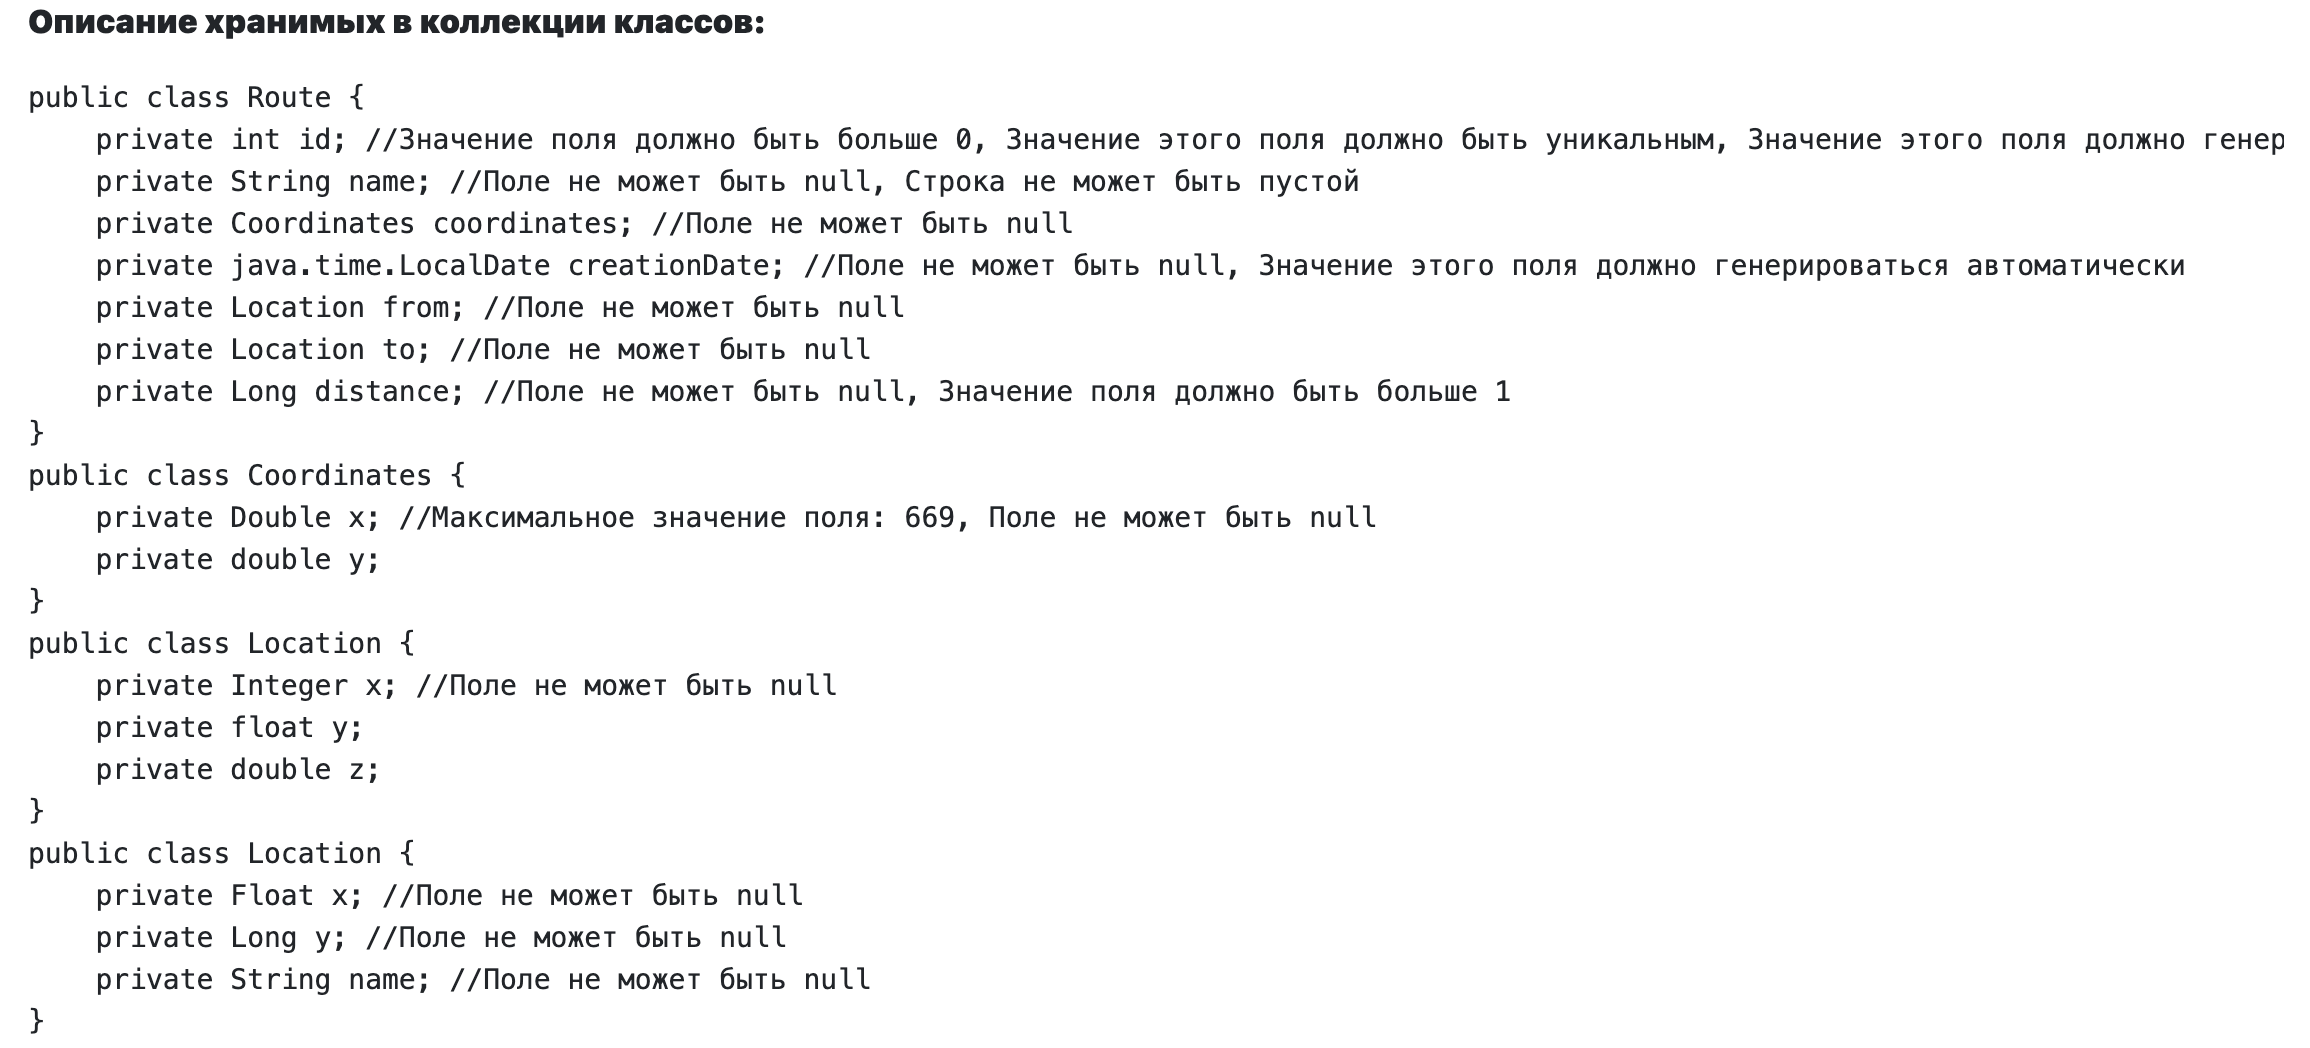 Описание хранимых в коллекции классов:
public class Route {
    private int id; //Значение поля должно быть больше 0, Значение этого поля должно быть уникальным, Значение этого поля должно генер
    private String name; //Поле не может быть null, Строка не может быть пустой
    private Coordinates coordinates; //Поле не может быть null
    private java.time.LocalDate creationDate; //Поле не может быть null, Значение этого поля должно генерироваться автоматически
    private Location from; //Поле не может быть null
    private Location to; //Поле не может быть null
    private Long distance; //Поле не может быть null, Значение поля должно быть больше 1
}
public class Coordinates {
    private Double x; //Максимальное значение поля: 669, Поле не может быть null
    private double y;
}
public class Location {
    private Integer x; //Поле не может быть null
    private float y;
    private double z;
}
public class Location {
    private Float x; //Поле не может быть null
    private Long y; //Поле не может быть null
    private String name; //Поле не может быть null
}